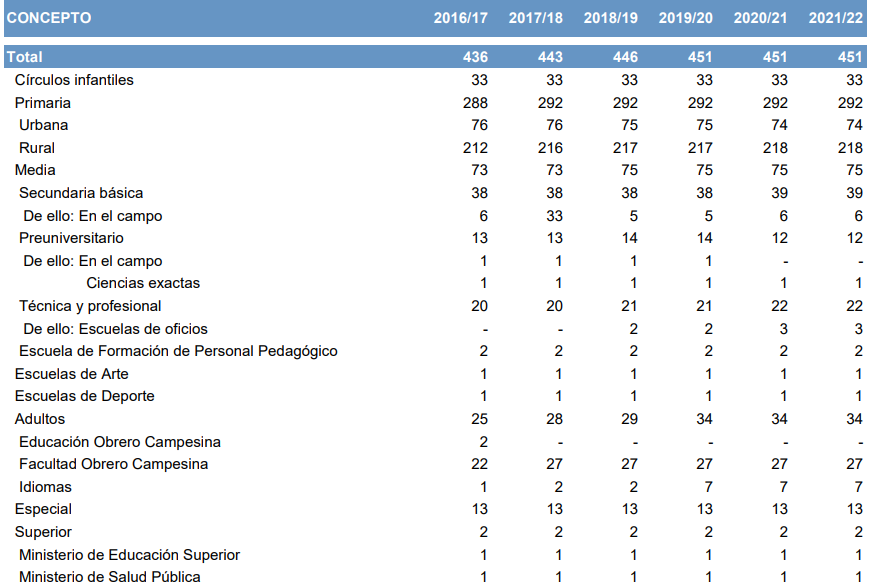 CONCEPTO 2016/17 2017/18 2018/19 2019/20 2020/21 2021/22
Total 436 443 446 451 451 451
Círculos infantiles 33 33 33 33 33 33
Primaria 288 292 292 292 292 292
Urbana 76 76 75 75 74 74
Rural 212 216 217 217 218 218
Media 73 73 75 75 75 75
Secundaria básica 38 38 38 38 39 39
De ello: En el campo 6 33 5 5 6 6
Preuniversitario 13 13 14 14 12 12
De ello: En el campo 1 1 1 1 - -
Ciencias exactas 1 1 1 1 1 1
Técnica y profesional 20 20 21 21 22 22
De ello: Escuelas de oficios - - 2 2 3 3
Escuela de Formación de Personal Pedagógico 2 2 2 2 2 2
Escuelas de Arte 1 1 1 1 1 1
Escuelas de Deporte 1 1 1 1 1 1
Adultos 25 28 29 34 34 34
Educación Obrero Campesina 2 - - - - -
Facultad Obrero Campesina 22 27 27 27 27 27
Idiomas 1 2 2 7 7 7
Especial 13 13 13 13 13 13
Superior 2 2 2 2 2 2
Ministerio de Educación Superior 1 1 1 1 1 1
Ministerio de Salud Pública 1 1 1 1 1 1